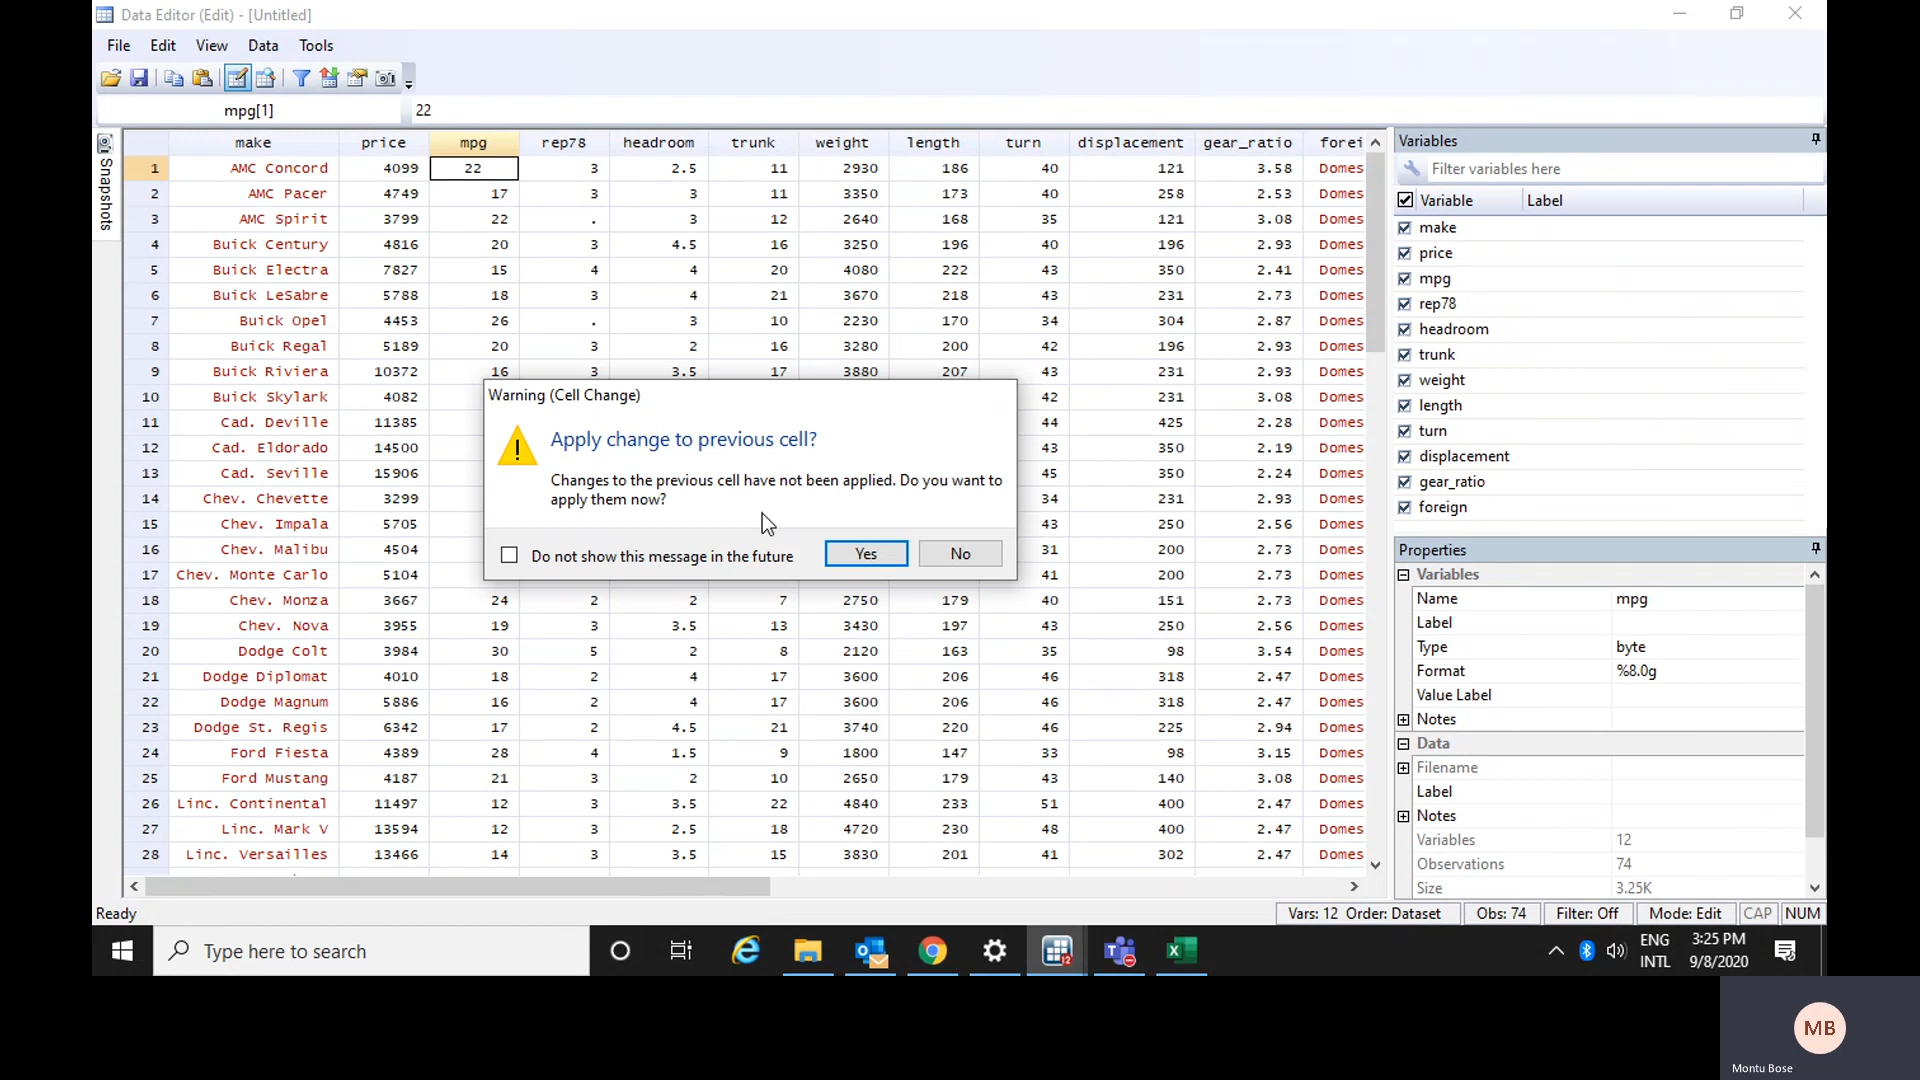 Data Editor (Edit) - [Untitled]
File Edit View Data Tools
mpg[1] 22
Snapshots
make price mpg rep78 headroom trunk weight length turn displacement gear_ratio forei
1 AMC Concord 4099 22 3 2.5 11 2930 186 40 121 3.58 Domes
2 AMC Pacer 4749 17 3 3 11 3350 173 40 258 2.53 Domes
3 AMC Spirit 3799 22 . 3 12 2640 168 35 121 3.08 Domes
4 Buick Century 4816 20 3 4.5 16 3250 196 40 196 2.93 Domes
5 Buick Electra 7827 15 4 4 20 4080 222 43 350 2.41 Domes
6 Buick LeSabre 5788 18 3 4 21 3670 218 43 231 2.73 Domes
7 Buick Opel 4453 26 . 3 10 2230 170 34 304 2.87 Domes
8 Buick Regal 5189 20 3 2 16 3280 200 42 196 2.93 Domes
9 Buick Riviera 10372 16 3 3.5 17 3880 207 43 231 2.93 Domes
10 Buick Skylark 4082 42 231 3.08 Domes
11 Cad. Deville 11385 44 425 2.28 Domes
12 Cad. Eldorado 14500 43 350 2.19 Domes
13 Cad. Seville 15906 45 350 2.24 Domes
14 Chev. Chevette 3299 34 231 2.93 Domes
15 Chev. Impala 5705 43 250 2.56 Domes
16 Chev. Malibu 4504 31 200 2.73 Domes
17 Chev. Monte Carlo 5104 41 200 2.73 Domes
18 Chev. Monza 3667 24 2 2 7 2750 179 40 151 2.73 Domes
19 Chev. Nova 3955 19 3 3.5 13 3430 197 43 250 2.56 Domes
20 Dodge Colt 3984 30 5 2 8 2120 163 35 98 3.54 Domes
21 Dodge Diplomat 4010 18 2 4 17 3600 206 46 318 2.47 Domes
22 Dodge Magnum 5886 16 2 4 17 3600 206 46 318 2.47 Domes
23 Dodge St. Regis 6342 17 2 4.5 21 3740 220 46 225 2.94 Domes
24 Ford Fiesta 4389 28 4 1.5 9 1800 147 33 98 3.15 Domes
25 Ford Mustang 4187 21 3 2 10 2650 179 43 140 3.08 Domes
26 Linc. Continental 11497 12 3 3.5 22 4840 233 51 400 2.47 Domes
27 Linc. Mark V 13594 12 3 2.5 18 4720 230 48 400 2.47 Domes
28 Linc. Versailles 13466 14 3 3.5 15 3830 201 41 302 2.47 Domes
Warning (Cell Change)
Apply change to previous cell?
Changes to the previous cell have not been applied. Do you want to
apply them now?
Do not show this message in the future Yes No
Variables
Filter variables here
Variable Label
make
price
mpg
rep78
headroom
trunk
weight
length
turn
displacement
gear_ratio
foreign
Properties
Variables
Name mpg
Label
Type byte
Format %8.0g
Value Label
Notes
Data
Filename
Label
Notes
Variables 12
Observations 74
Size 3.25K
Ready Vars: 12 Order: Dataset Obs: 74 Filter: Off Mode: Edit CAP NUM
Type here to search
12
ENG 3:25 PM
INTL 9/8/2020
MB
Montu Bose